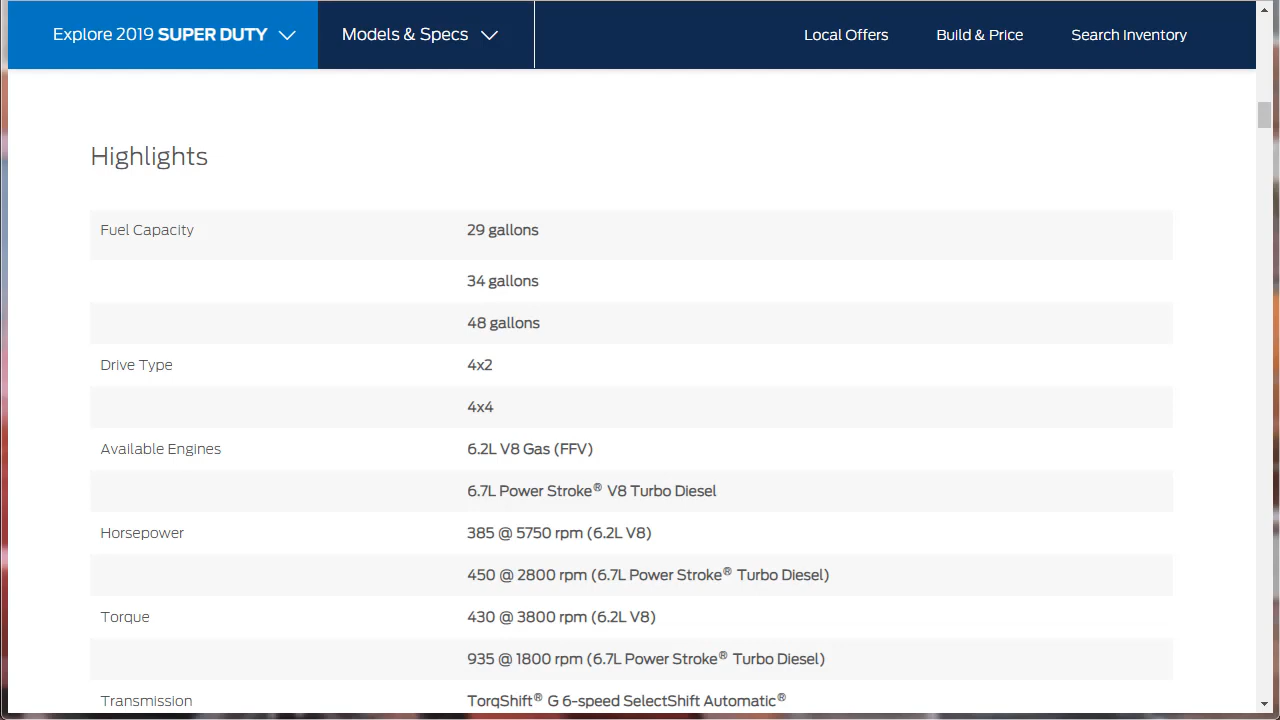 Explore 2019 SUPER DUTY
Models & Specs
Local Offers
Build & Price
Search Inventory
Highlights
Fuel Capacity 29 gallons
34 gallons
48 gallons
Drive Type 4x2
4x4
Available Engines 6.2L V8 Gas (FFV)
6.7L Power Stroke® V8 Turbo Diesel
Horsepower 385 @ 5750 rpm (6.2L V8)
450 @ 2800 rpm (6.7L Power Stroke® Turbo Diesel)
Torque 430 @ 3800 rpm (6.2L V8)
935 @ 1800 rpm (6.7L Power Stroke® Turbo Diesel)
Transmission TorqShift® G 6-speed SelectShift Automatic®